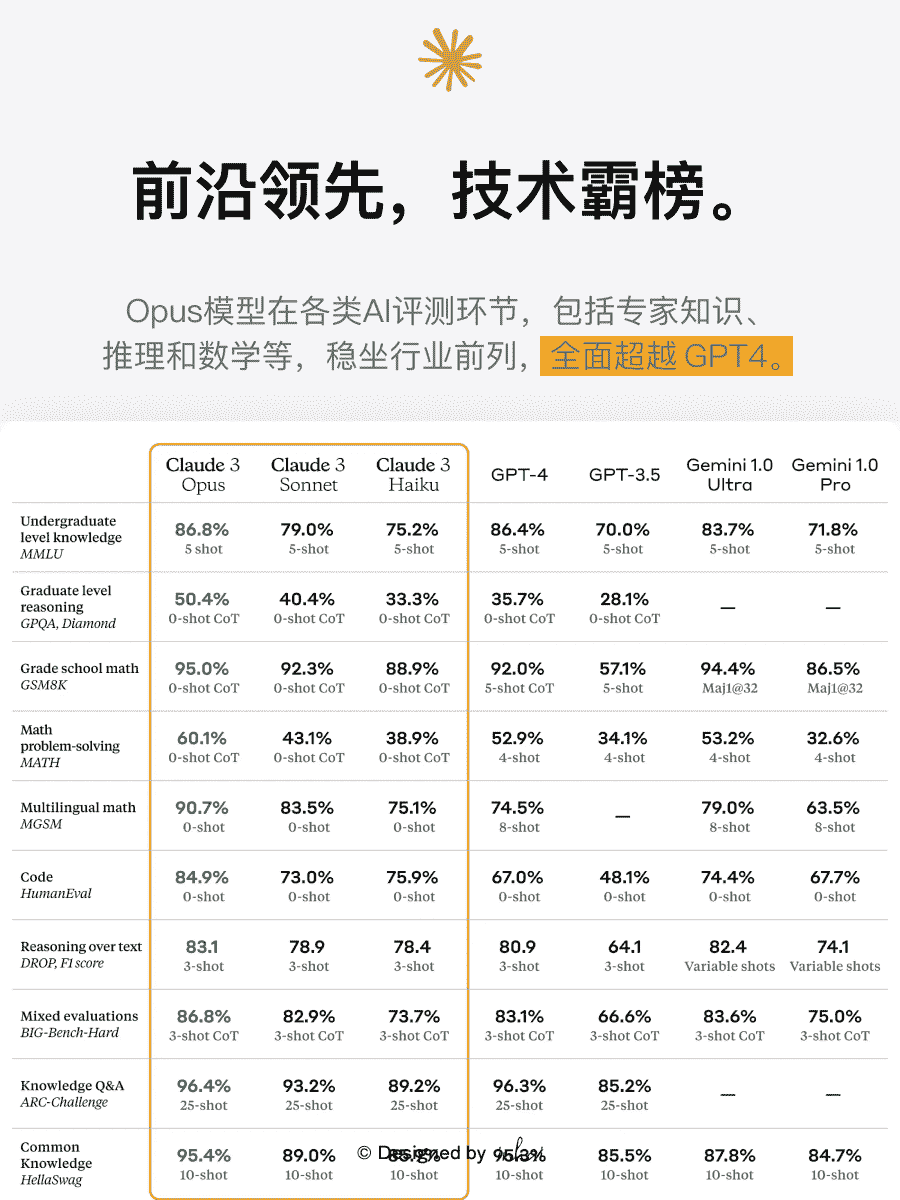 前沿领先，技术霸榜。
Opus模型在各类AI评测环节，包括专家知识、
推理和数学等，稳坐行业前列，全面超越 GPT4。
Claude 3 Opus Claude 3 Sonnet Claude 3 Haiku GPT-4 GPT-3.5 Gemini 1.0 Ultra Gemini 1.0 Pro
Undergraduate level knowledge MMLU 86.8% 79.0% 75.2% 86.4% 70.0% 83.7% 71.8%
5 shot 5-shot 5-shot 5-shot 5-shot 5-shot 5-shot
Graduate level reasoning GPQA, Diamond 50.4% 40.4% 33.3% 35.7% 28.1% — —
0-shot CoT 0-shot CoT 0-shot CoT 0-shot CoT 0-shot CoT
Grade school math GSM8K 95.0% 92.3% 88.9% 92.0% 57.1% 94.4% 86.5%
0-shot CoT 0-shot CoT 0-shot CoT 5-shot CoT 5-shot Maj1@32 Maj1@32
Math problem-solving MATH 60.1% 43.1% 38.9% 52.9% 34.1% 53.2% 32.6%
0-shot CoT 0-shot CoT 0-shot CoT 4-shot 4-shot 4-shot 4-shot
Multilingual math MGSM 90.7% 83.5% 75.1% 74.5% — 79.0% 63.5%
0-shot 0-shot 0-shot 8-shot 8-shot 8-shot
Code HumanEval 84.9% 73.0% 75.9% 67.0% 48.1% 74.4% 67.7%
0-shot 0-shot 0-shot 0-shot 0-shot 0-shot 0-shot
Reasoning over text DROP, F1 score 83.1 78.9 78.4 80.9 64.1 82.4 74.1
3-shot 3-shot 3-shot 3-shot 3-shot Variable shots Variable shots
Mixed evaluations BIG-Bench-Hard 86.8% 82.9% 73.7% 83.1% 66.6% 83.6% 75.0%
3-shot CoT 3-shot CoT 3-shot CoT 3-shot CoT 3-shot CoT 3-shot CoT 3-shot CoT
Knowledge Q&A ARC-Challenge 96.4% 93.2% 89.2% 96.3% 85.2% — —
25-shot 25-shot 25-shot 25-shot 25-shot
Common Knowledge HellaSwag 95.4% 89.0% 85.9% 95.3% 85.5% 87.8% 84.7%
10-shot 10-shot 10-shot 10-shot 10-shot 10-shot 10-shot
© Designed by